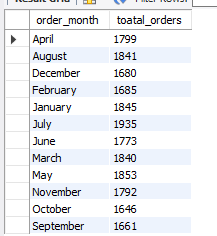 Result Grid Filter Rows:
order_month toatal_orders
April 1799
August 1841
December 1680
February 1685
January 1845
July 1935
June 1773
March 1840
May 1853
November 1792
October 1646
September 1661